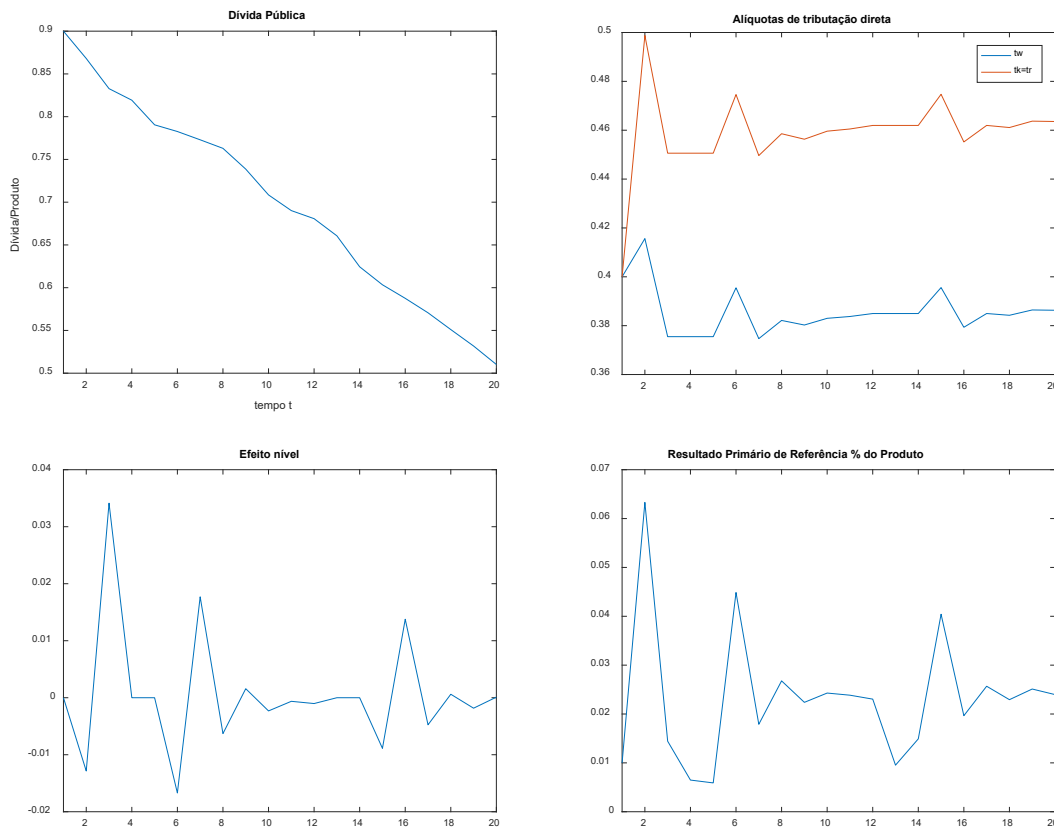 Dívida Pública
0.9
0.85
0.8
0.75
0.7
0.65
0.6
0.55
0.5
Dívida/Produto
2 4 6 8 10 12 14 16 18 20
tempo t
Alíquotas de tributação direta
0.5
0.48
0.46
0.44
0.42
0.4
0.38
0.36
tw
tk=tr
2 4 6 8 10 12 14 16 18 20
Efeito nível
0.04
0.03
0.02
0.01
0
-0.01
-0.02
2 4 6 8 10 12 14 16 18 20
Resultado Primário de Referência % do Produto
0.07
0.06
0.05
0.04
0.03
0.02
0.01
0
2 4 6 8 10 12 14 16 18 20